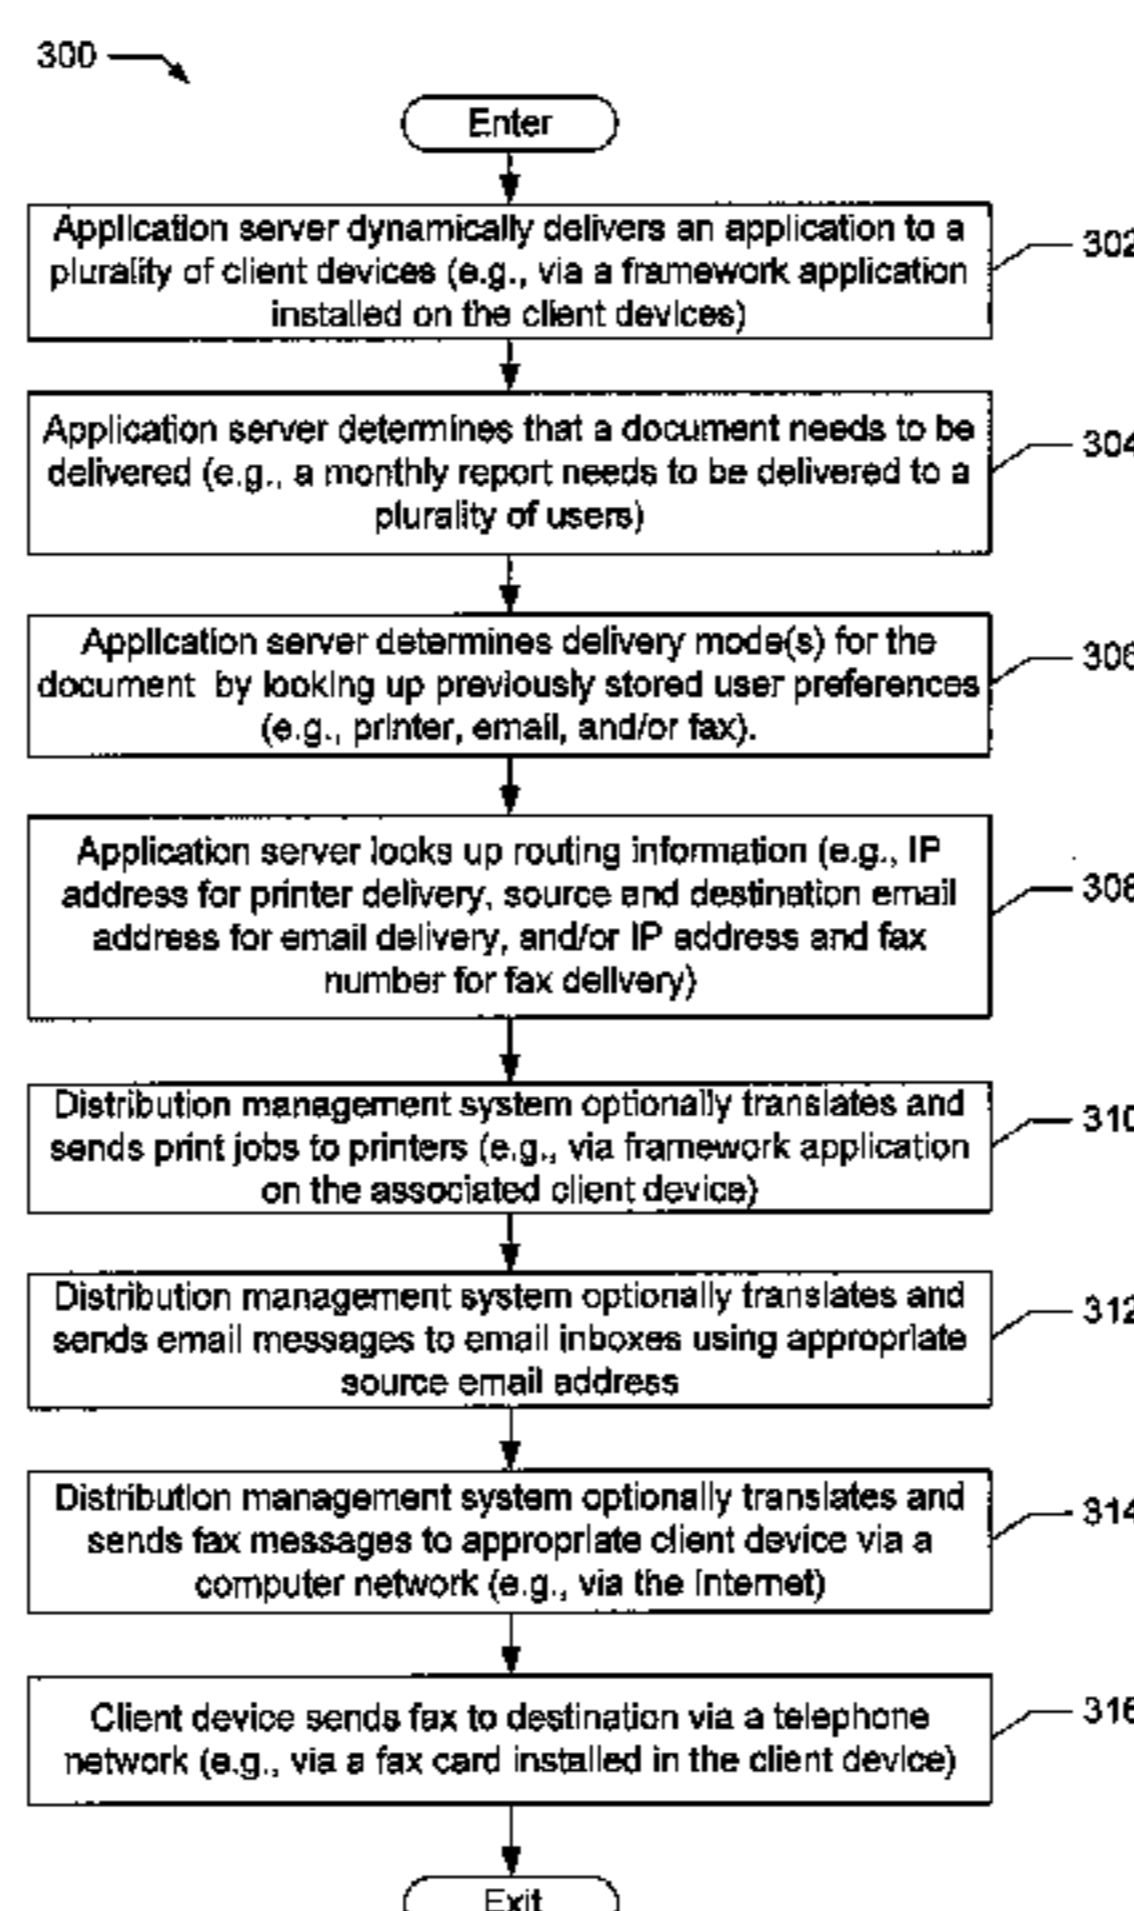 300
Enter
Application server dynamically delivers an application to a
plurality of client devices (e.g., via a framework application
installed on the client devices)
302
Application server determines that a document needs to be
delivered (e.g., a monthly report needs to be delivered to a
plurality of users)
304
Application server determines delivery mode(s) for the
document by looking up previously stored user preferences
(e.g., printer, email, and/or fax).
306
Application server looks up routing information (e.g., IP
address for printer delivery, source and destination email
address for email delivery, and/or IP address and fax
number for fax delivery)
308
Distribution management system optionally translates and
sends print jobs to printers (e.g., via framework application
on the associated client device)
310
Distribution management system optionally translates and
sends email messages to email inboxes using appropriate
source email address
312
Distribution management system optionally translates and
sends fax messages to appropriate client device via a
computer network (e.g., via the Internet)
314
Client device sends fax to destination via a telephone
network (e.g., via a fax card installed in the client device)
316
Exit